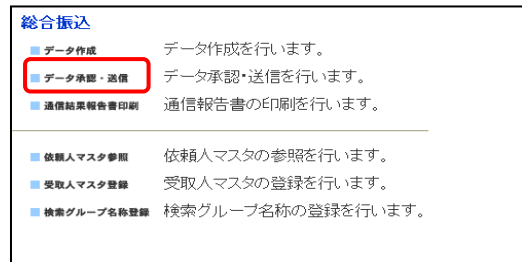 総合振込
データ作成 データ作成を行います。
データ承認・送信 データ承認・送信を行います。
通信結果報告書印刷 通信報告書の印刷を行います。
依頼人マスタ参照 依頼人マスタの参照を行います。
受取人マスタ登録 受取人マスタの登録を行います。
検索グループ名称登録 検索グループ名称の登録を行います。